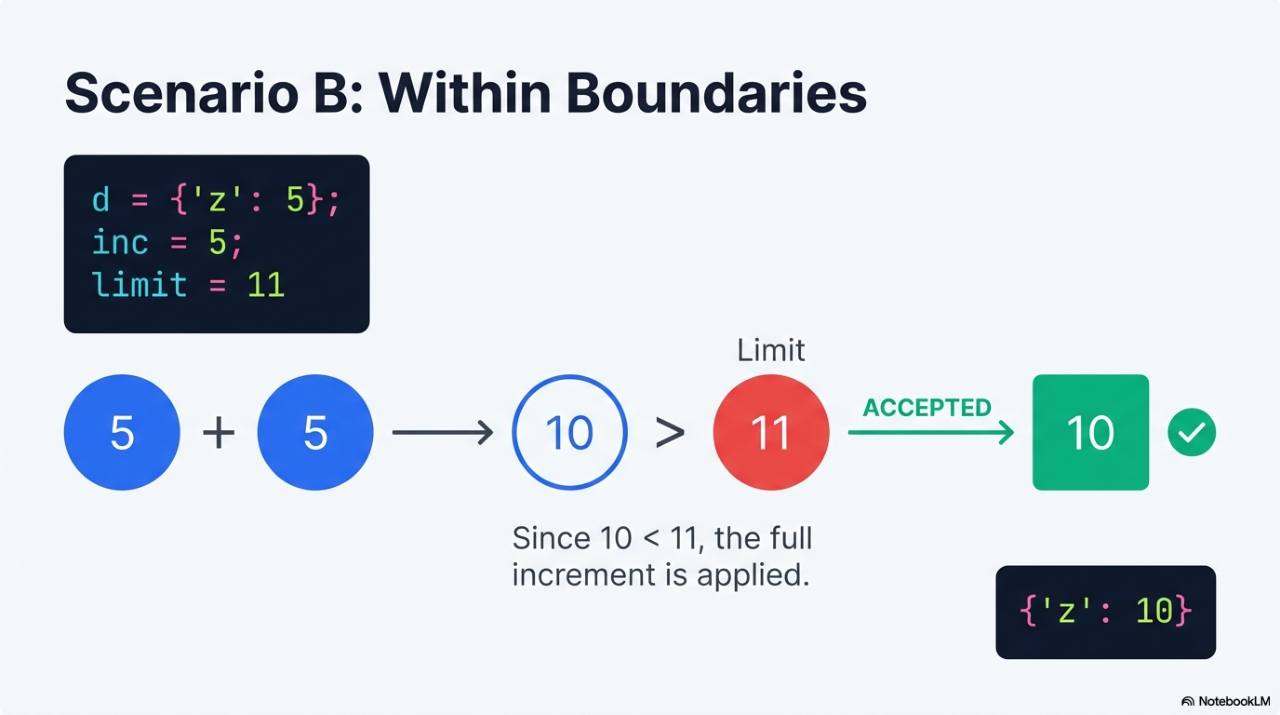 Scenario B: Within Boundaries
d = {'z': 5};
inc = 5;
limit = 11
Limit
5 + 5 → 10 > 11 ACCEPTED → 10
Since 10 < 11, the full
increment is applied.
{'z': 10}
NotebookLM